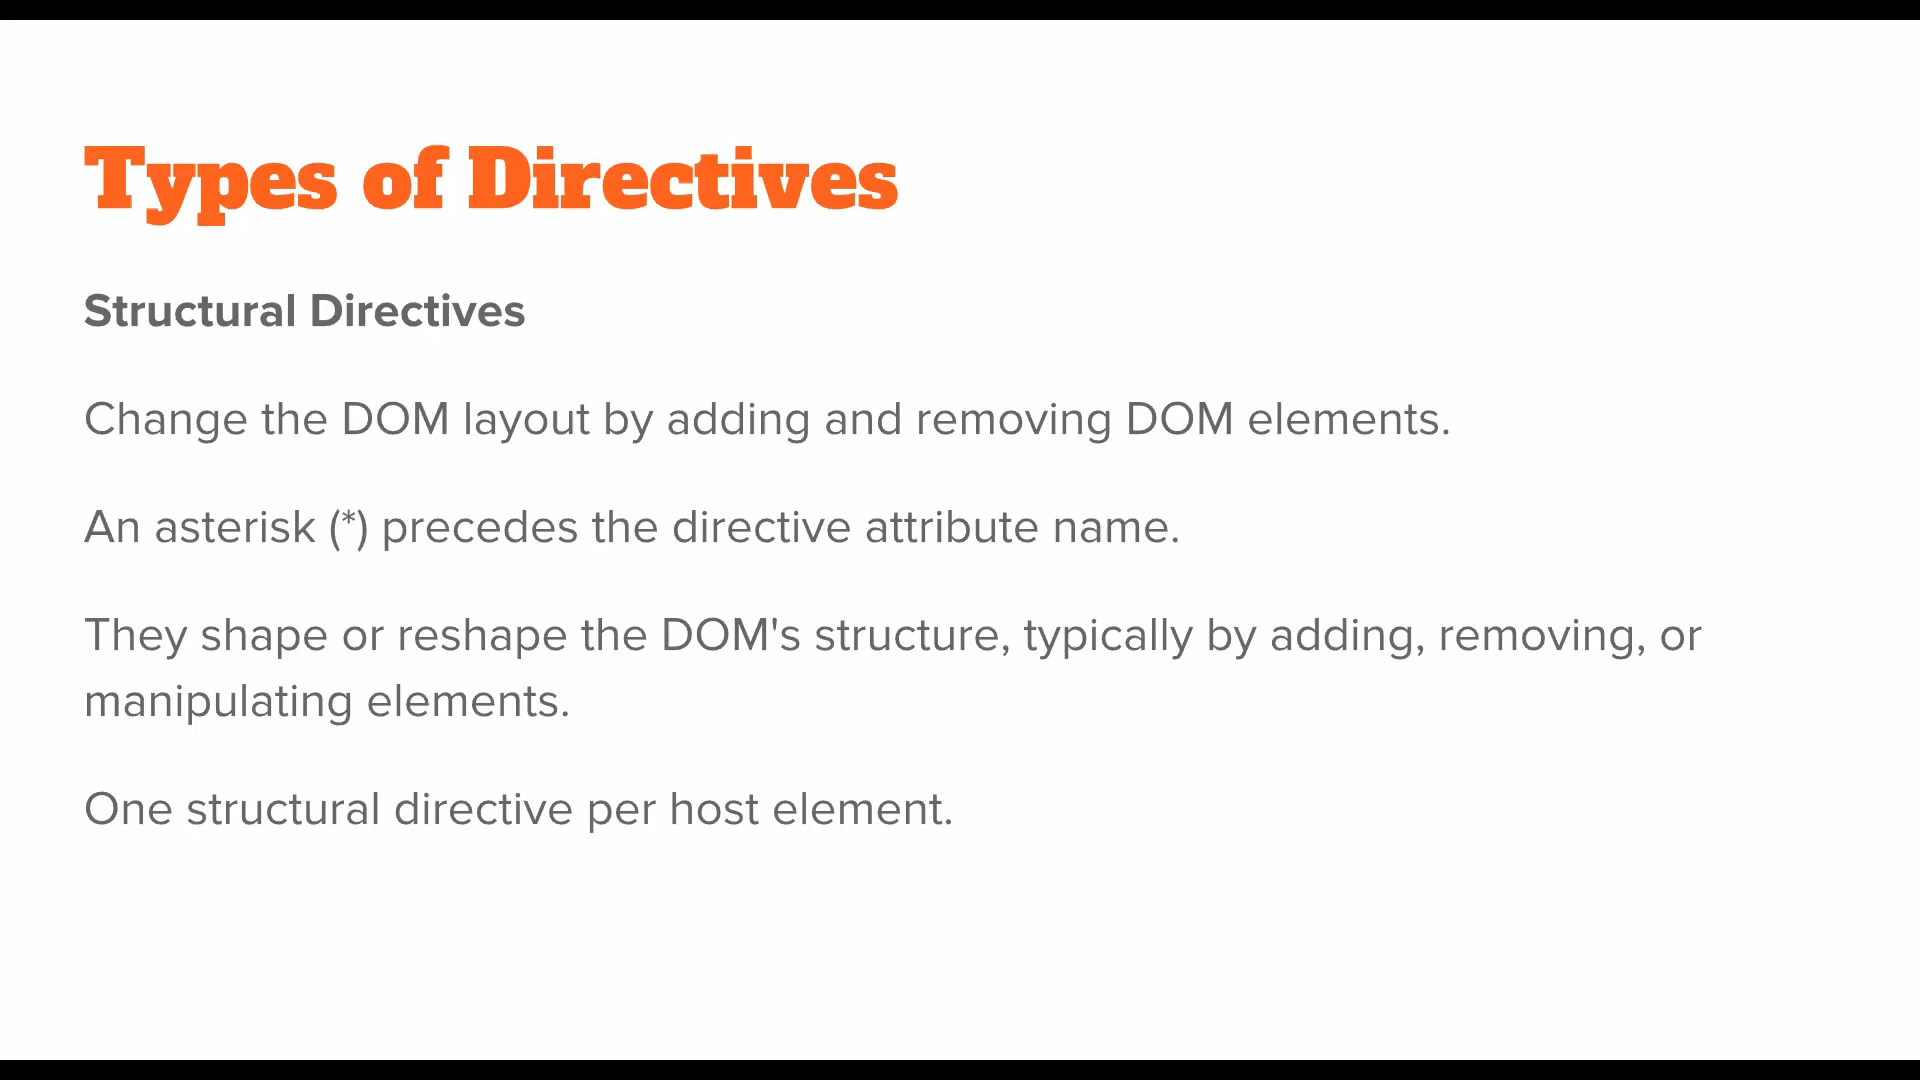 Types of Directives
Structural Directives
Change the DOM layout by adding and removing DOM elements.
An asterisk (*) precedes the directive attribute name.
They shape or reshape the DOM's structure, typically by adding, removing, or
manipulating elements.
One structural directive per host element.